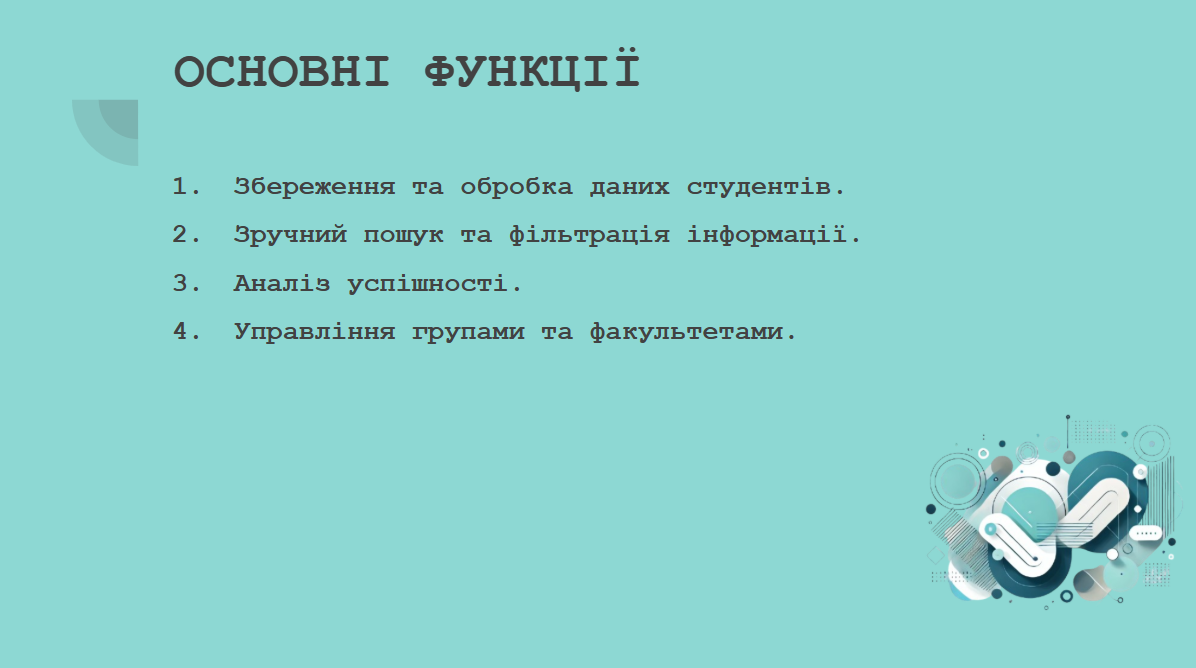 ОСНОВНІ ФУНКЦІЇ
1. Збереження та обробка даних студентів.
2. Зручний пошук та фільтрація інформації.
3. Аналіз успішності.
4. Управління групами та факультетами.